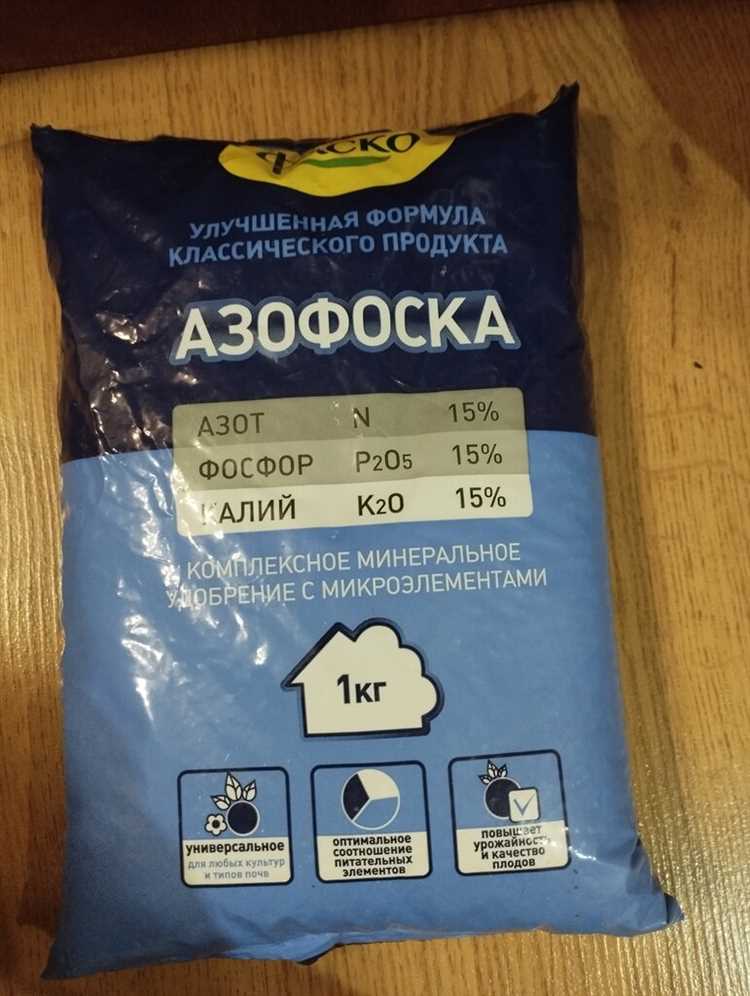 ФАСКО
УЛУЧШЕННАЯ ФОРМУЛА
КЛАССИЧЕСКОГО ПРОДУКТА
АЗОФОСКА
АЗОТ N 15%
ФОСФОР P2O5 15%
КАЛИЙ K2O 15%
КОМПЛЕКСНОЕ МИНЕРАЛЬНОЕ
УДОБРЕНИЕ С МИКРОЭЛЕМЕНТАМИ
1кг
универсальное
для любых культур
и типов почв
оптимальное
соотношение
питательных
элементов
повышает
урожайность
и качество
плодов